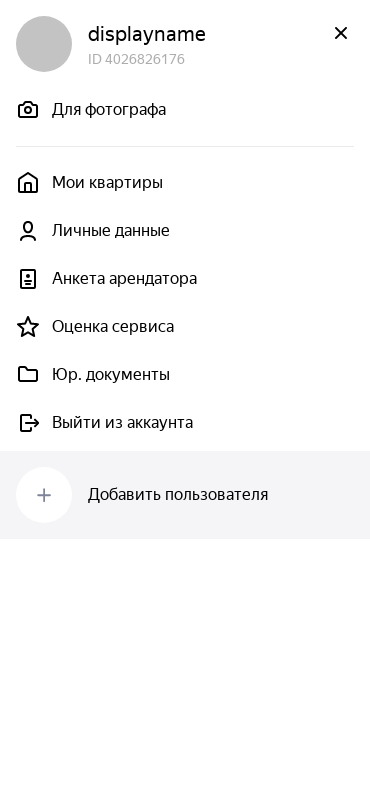 displayname
ID 4026826176
Для фотографа
Мои квартиры
Личные данные
Анкета арендатора
Оценка сервиса
Юр. документы
Выйти из аккаунта
Добавить пользователя